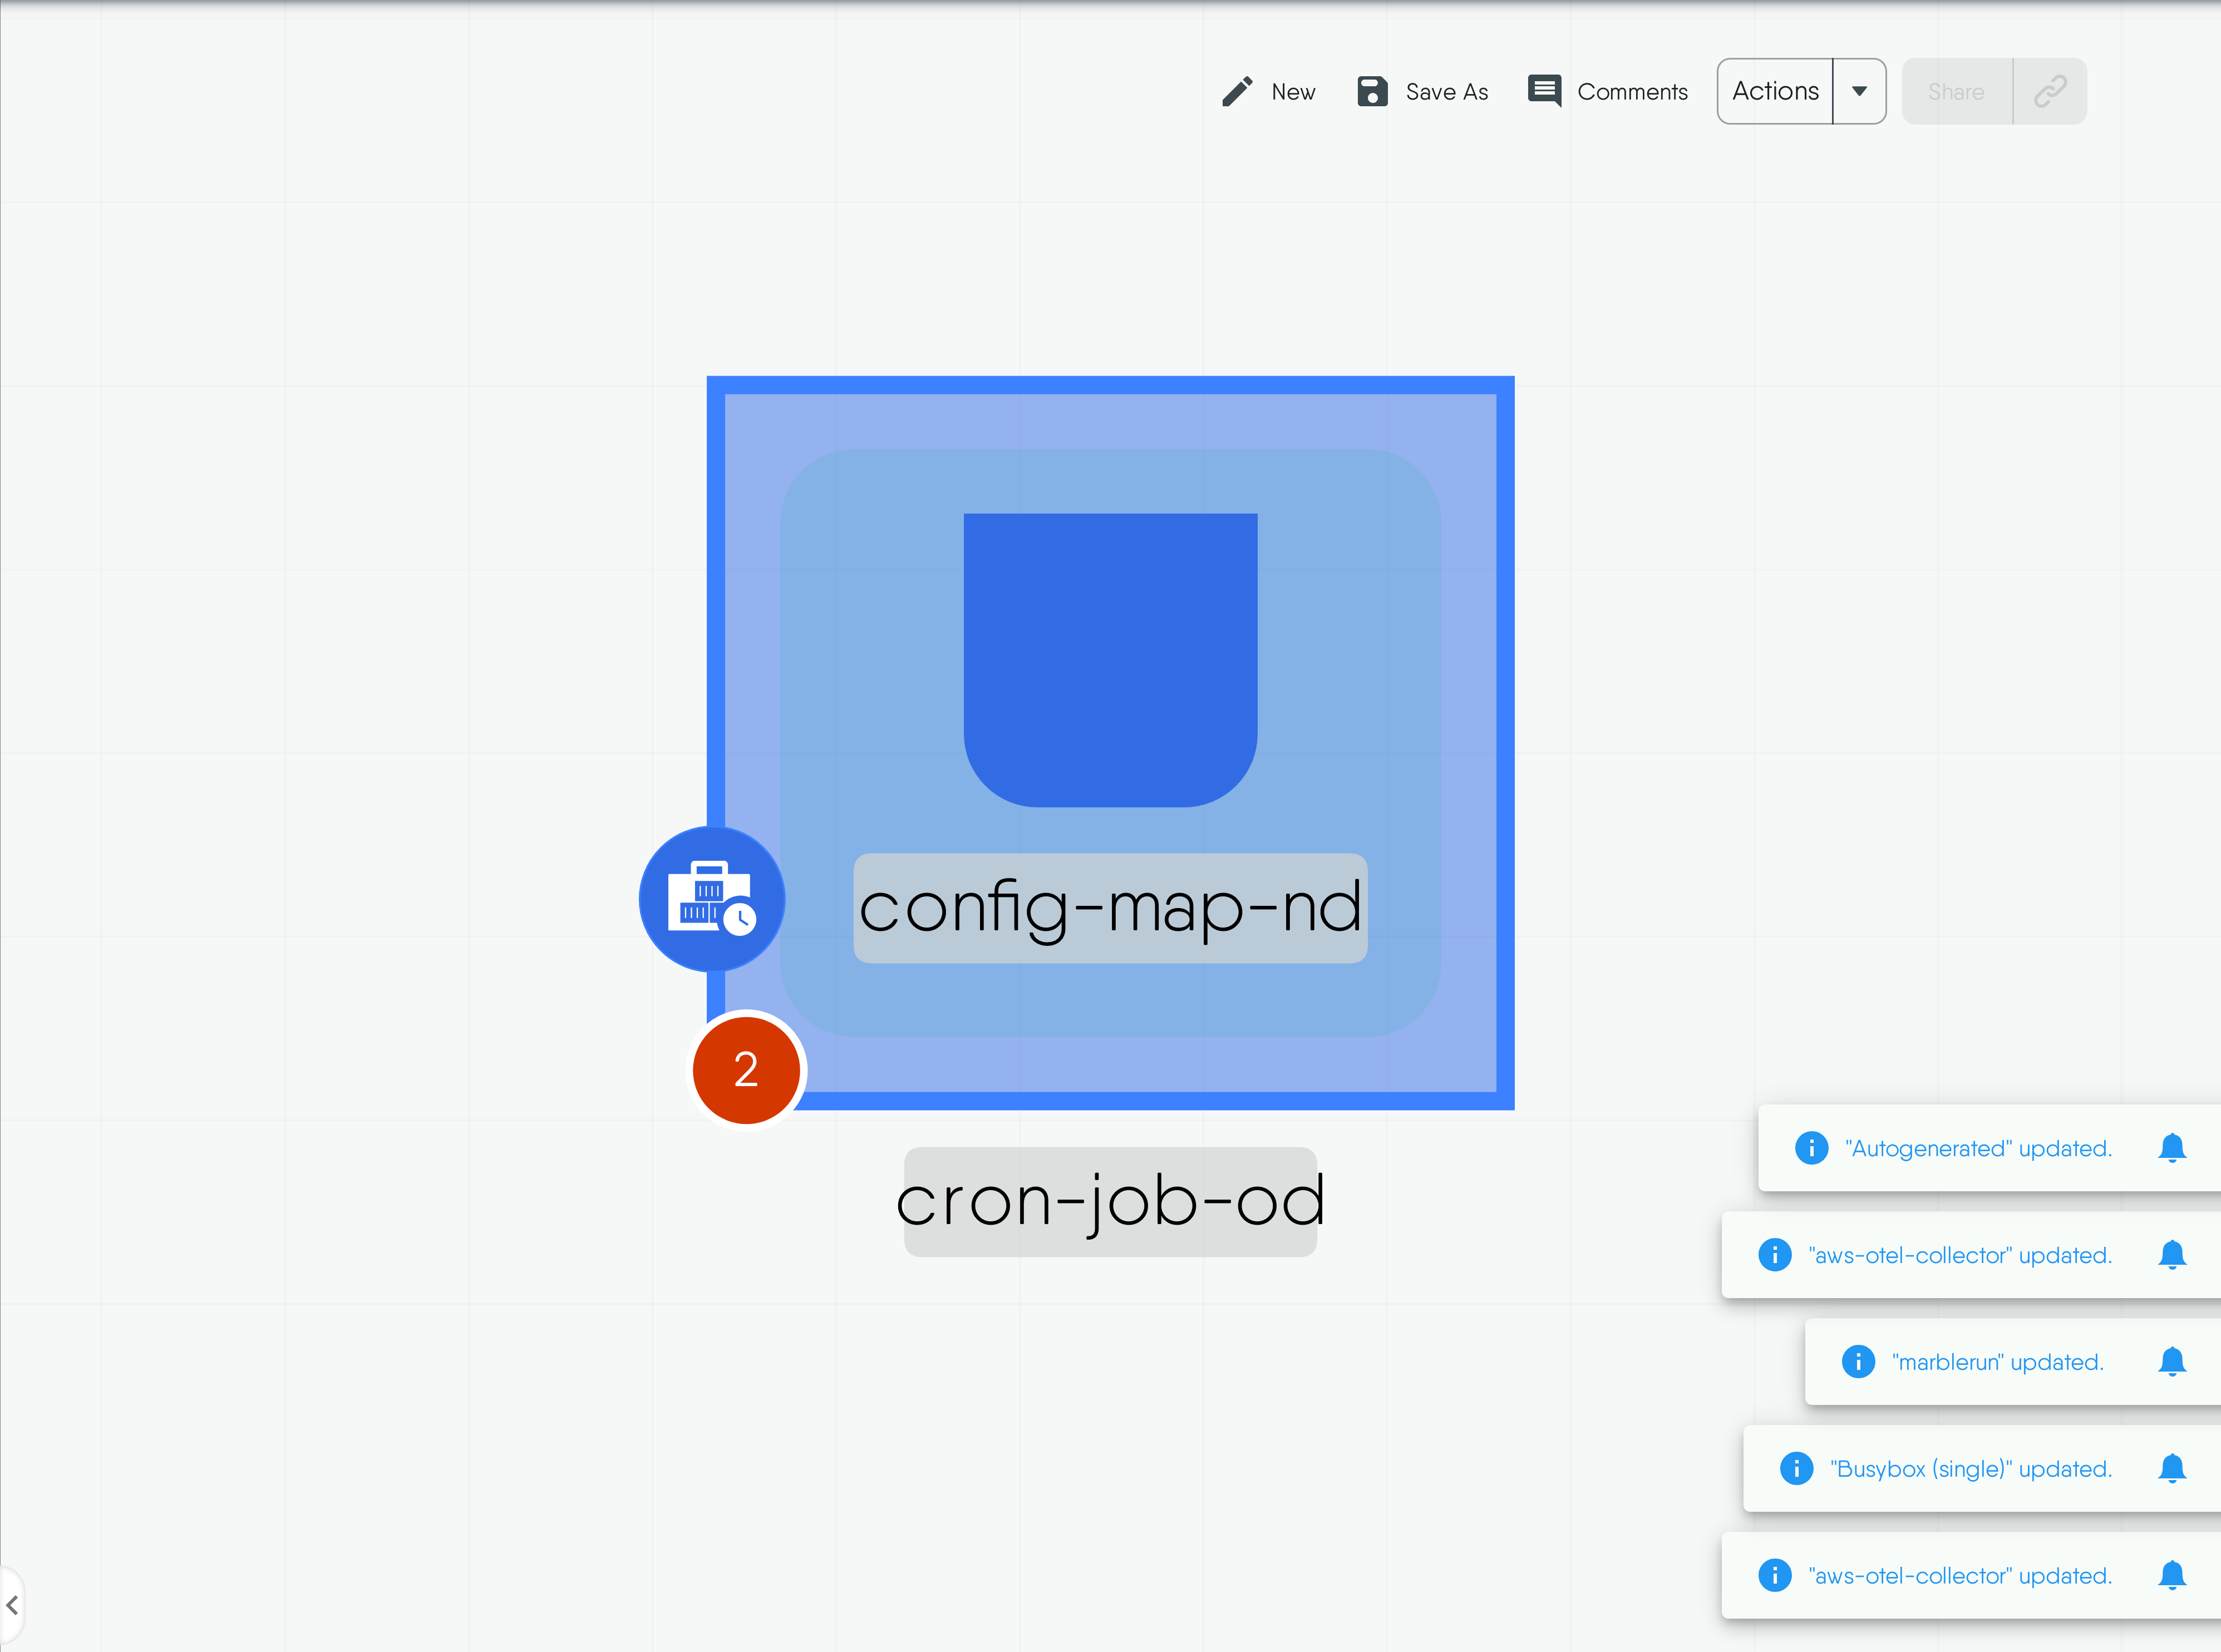 New
Save As
Comments
Actions
Share
config-map-nd
2
cron-job-od
"Autogenerated" updated.
"aws-otel-collector" updated.
"marblerun" updated.
"Busybox (single)" updated.
"aws-otel-collector" updated.